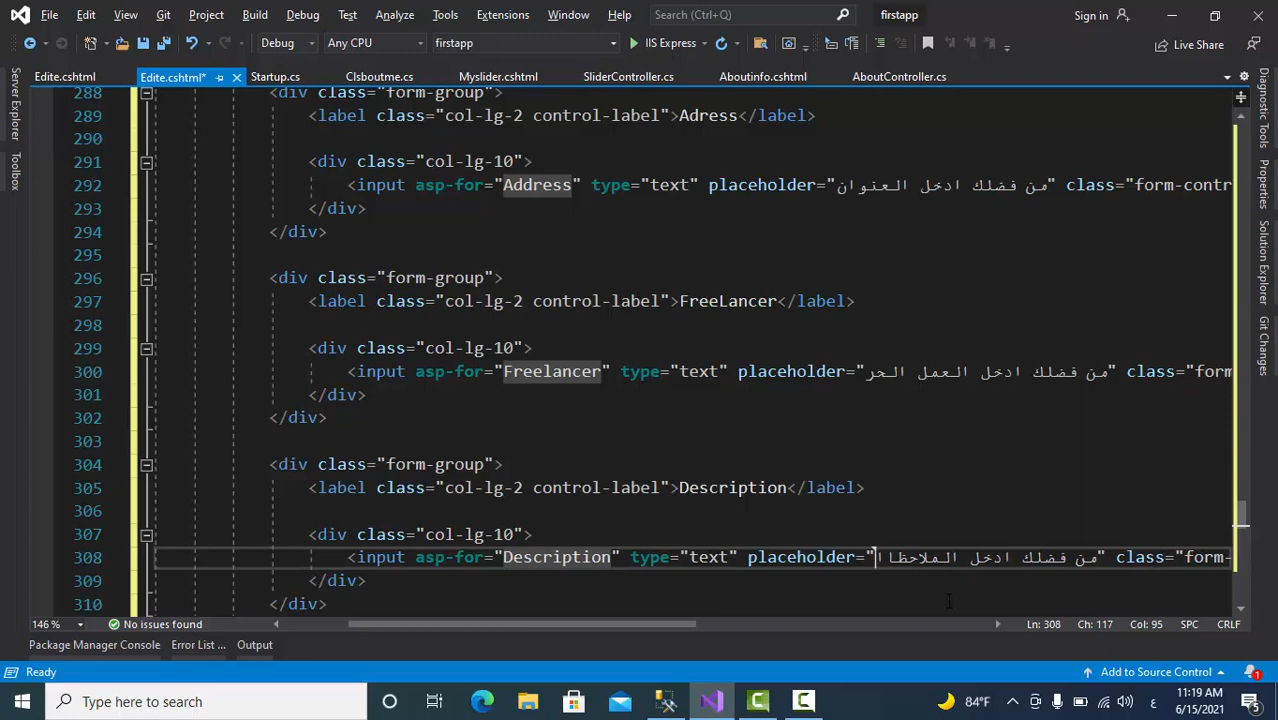 File Edit View Git Project Build Debug Test Analyze Tools Extensions Window Help Search (Ctrl+Q) firstapp Sign in
Debug Any CPU firstapp IIS Express Live Share
Edite.cshtml Edite.cshtml* Startup.cs Clsboutme.cs Myslider.cshtml SliderController.cs Aboutinfo.cshtml AboutController.cs
Server Explorer
Toolbox
288 <div class="form-group">
289 <label class="col-lg-2 control-label">Adress</label>
290
291 <div class="col-lg-10">
292 <input asp-for="Address" type="text" placeholder="من فضلك ادخل العنوان" class="form-contr
293 </div>
294 </div>
295
296 <div class="form-group">
297 <label class="col-lg-2 control-label">FreeLancer</label>
298
299 <div class="col-lg-10">
300 <input asp-for="Freelancer" type="text" placeholder="من فضلك ادخل العمل الحر" class="form
301 </div>
302 </div>
303
304 <div class="form-group">
305 <label class="col-lg-2 control-label">Description</label>
306
307 <div class="col-lg-10">
308 <input asp-for="Description" type="text" placeholder="من فضلك ادخل الملاحظاا" class="form-
309 </div>
310 </div>
Diagnostic Tools
Properties
Solution Explorer
Git Changes
146 % No issues found Ln: 308 Ch: 117 Col: 95 SPC CRLF
Package Manager Console Error List ... Output
Ready Add to Source Control 1
Type here to search 84°F ع 11:19 AM
6/15/2021 5